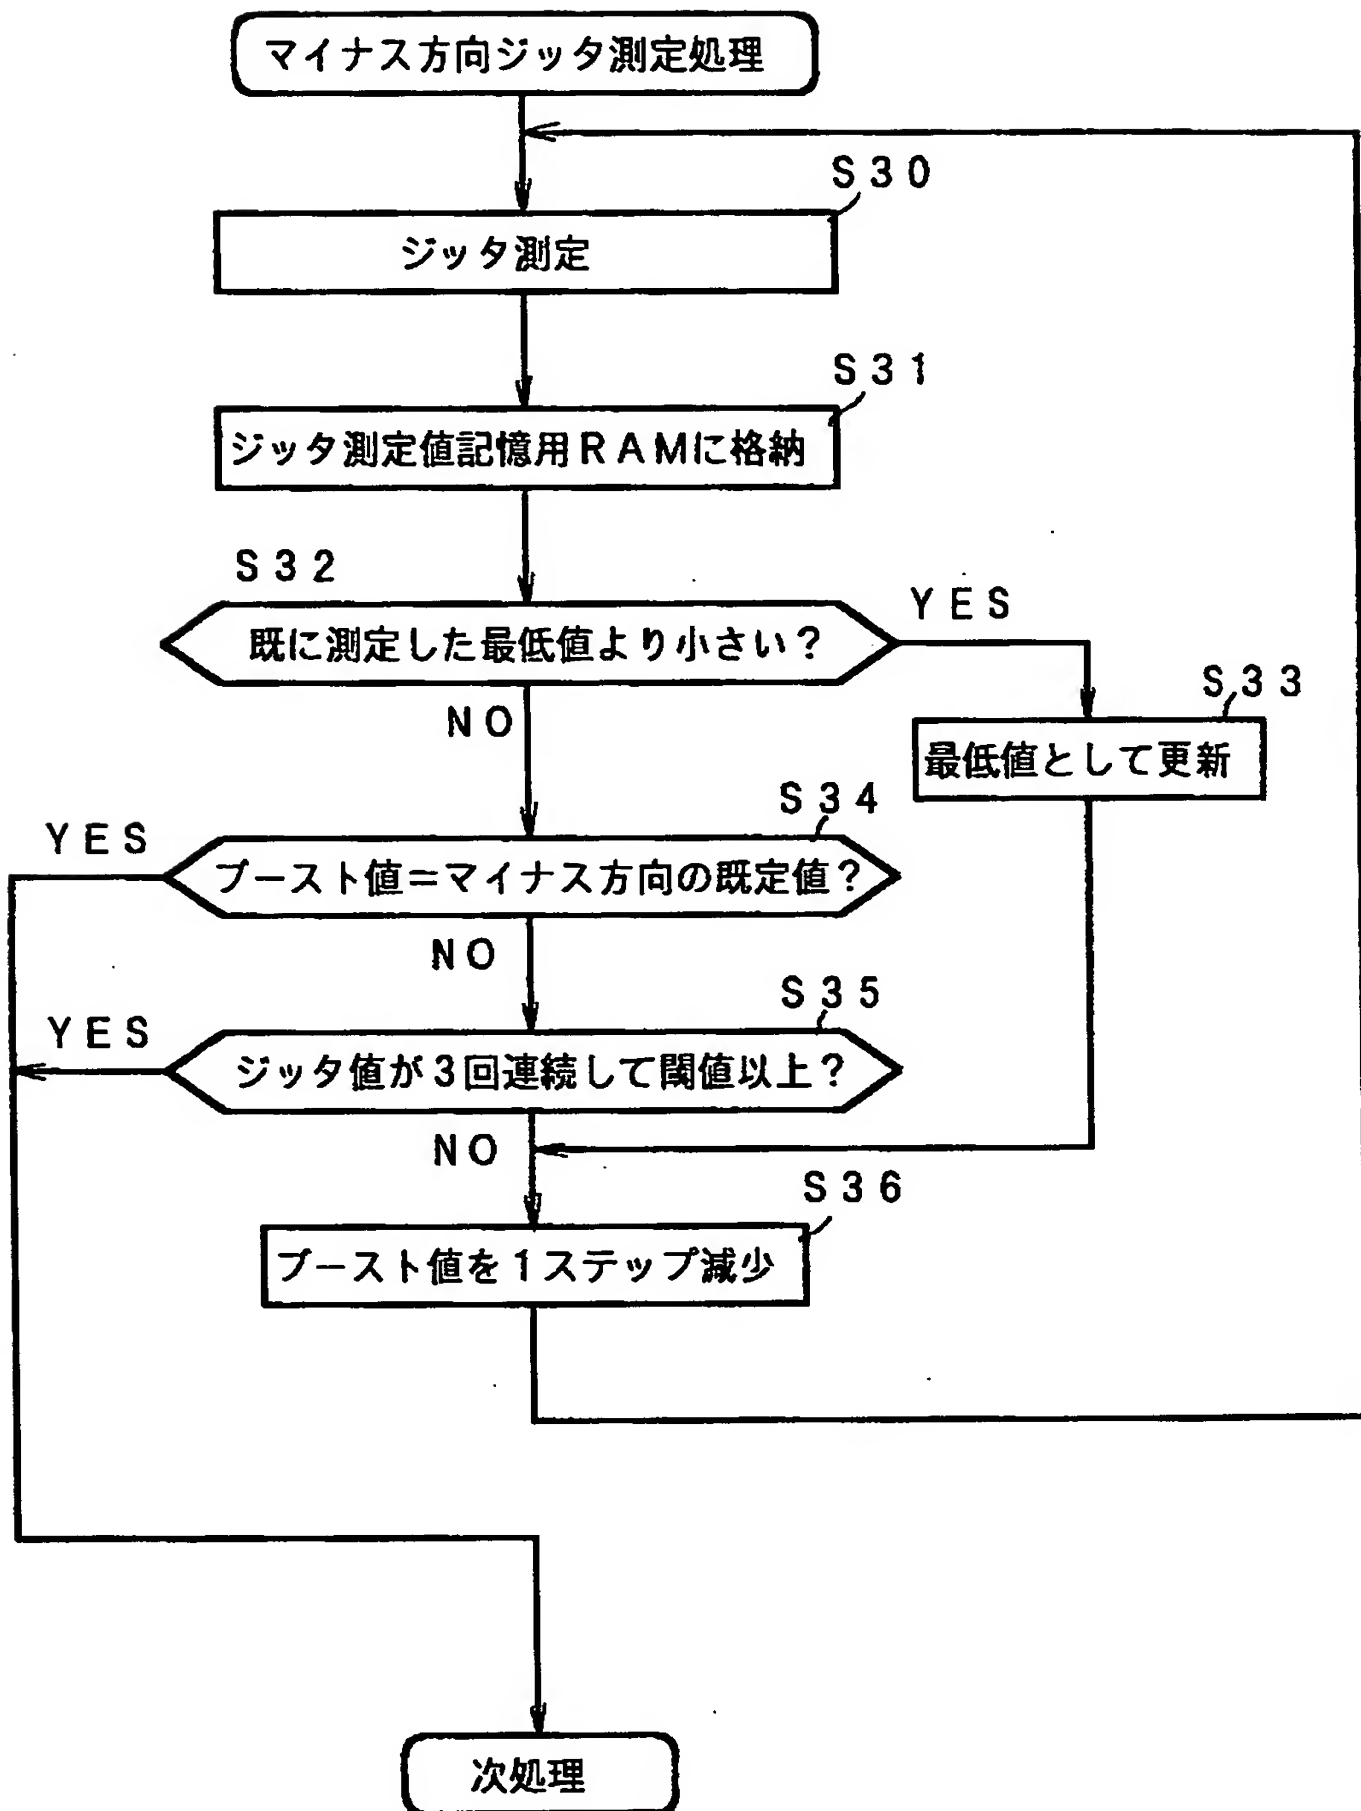 マイナス方向ジッタ測定処理
S30
ジッタ測定
S31
ジッタ測定値記憶用RAMに格納
S32
既に測定した最低値より小さい?
YES
NO
S33
最低値として更新
S34
ブースト値=マイナス方向の既定値?
YES
NO
S35
ジッタ値が3回連続して閾値以上?
YES
NO
S36
ブースト値を1ステップ減少
次処理